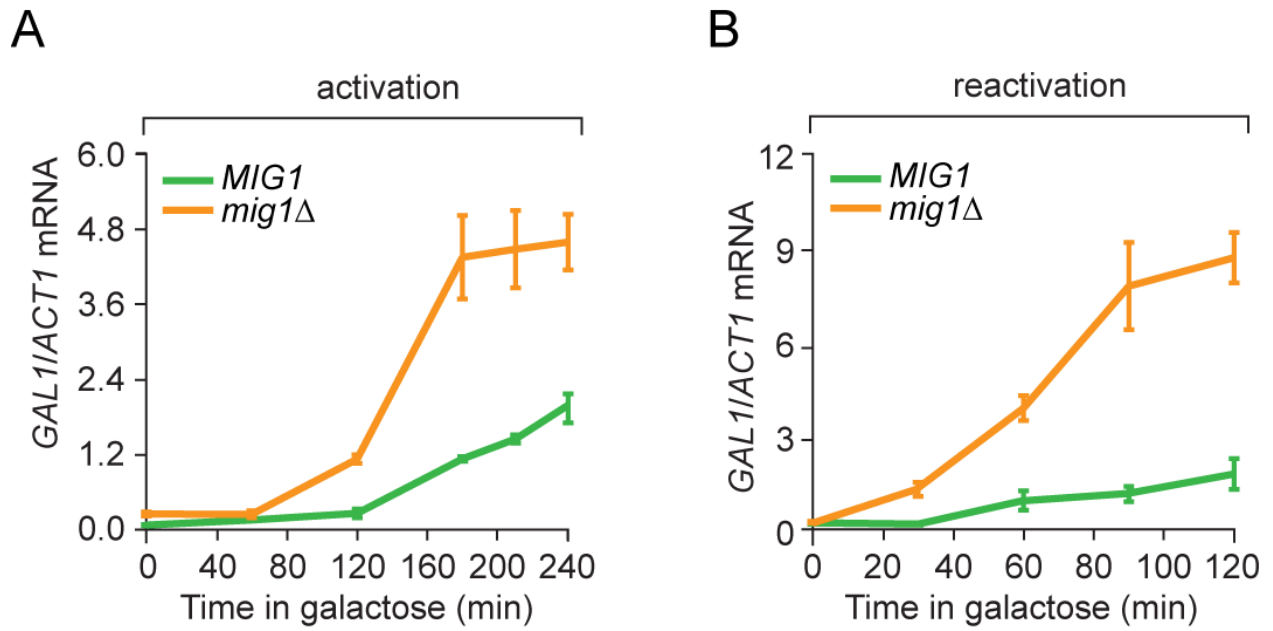 A
activation
6.0
4.8
3.6
2.4
1.2
0.0
GAL1/ACT1 mRNA
MIG1
mig1Δ
0 40 80 120 160 200 240
Time in galactose (min)
B
reactivation
12
9
6
3
0
GAL1/ACT1 mRNA
MIG1
mig1Δ
0 20 40 60 80 100 120
Time in galactose (min)